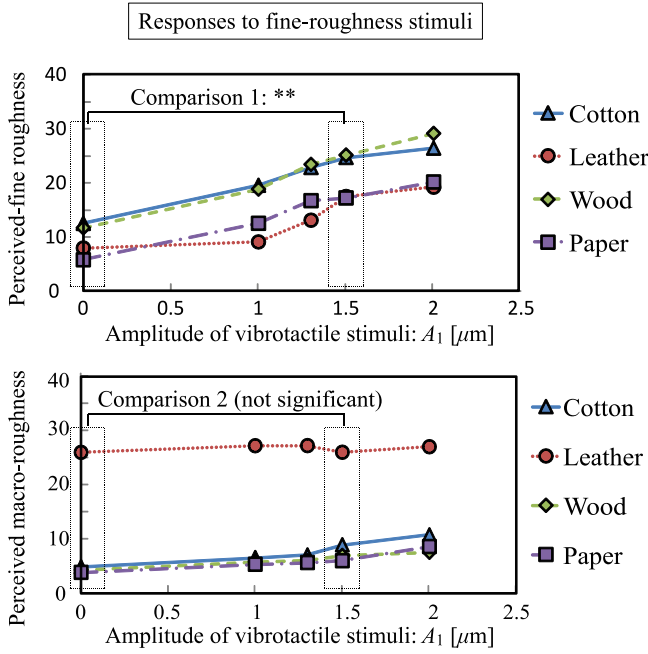 Responses to fine-roughness stimuli
Perceived-fine roughness
40
30
20
10
0
Comparison 1: **
0
0.5
1
1.5
2
2.5
Amplitude of vibrotactile stimuli: A₁ [μm]
Cotton
Leather
Wood
Paper
Perceived macro-roughness
40
30
20
10
0
Comparison 2 (not significant)
0
0.5
1
1.5
2
2.5
Amplitude of vibrotactile stimuli: A₁ [μm]
Cotton
Leather
Wood
Paper